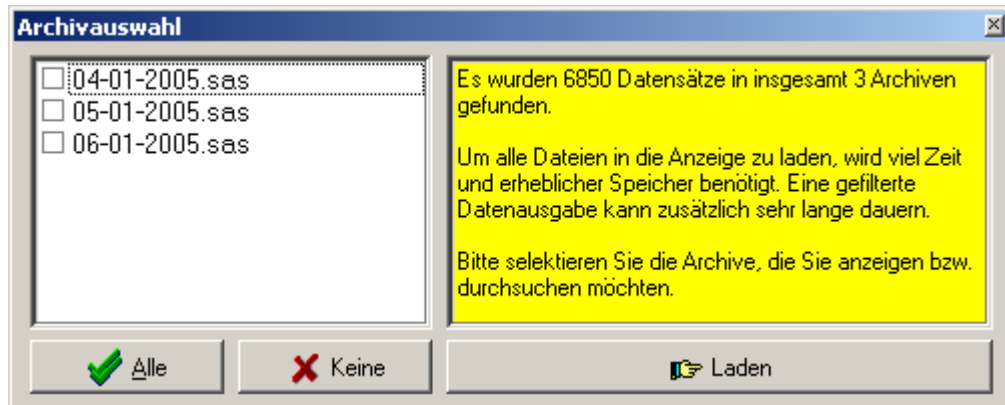 Archivauswahl
04-01-2005.sas
05-01-2005.sas
06-01-2005.sas
Es wurden 6850 Datensätze in insgesamt 3 Archiven
gefunden.
Um alle Dateien in die Anzeige zu laden, wird viel Zeit
und erheblicher Speicher benötigt. Eine gefilterte
Datenausgabe kann zusätzlich sehr lange dauern.
Bitte selektieren Sie die Archive, die Sie anzeigen bzw.
durchsuchen möchten.
Alle
Keine
Laden